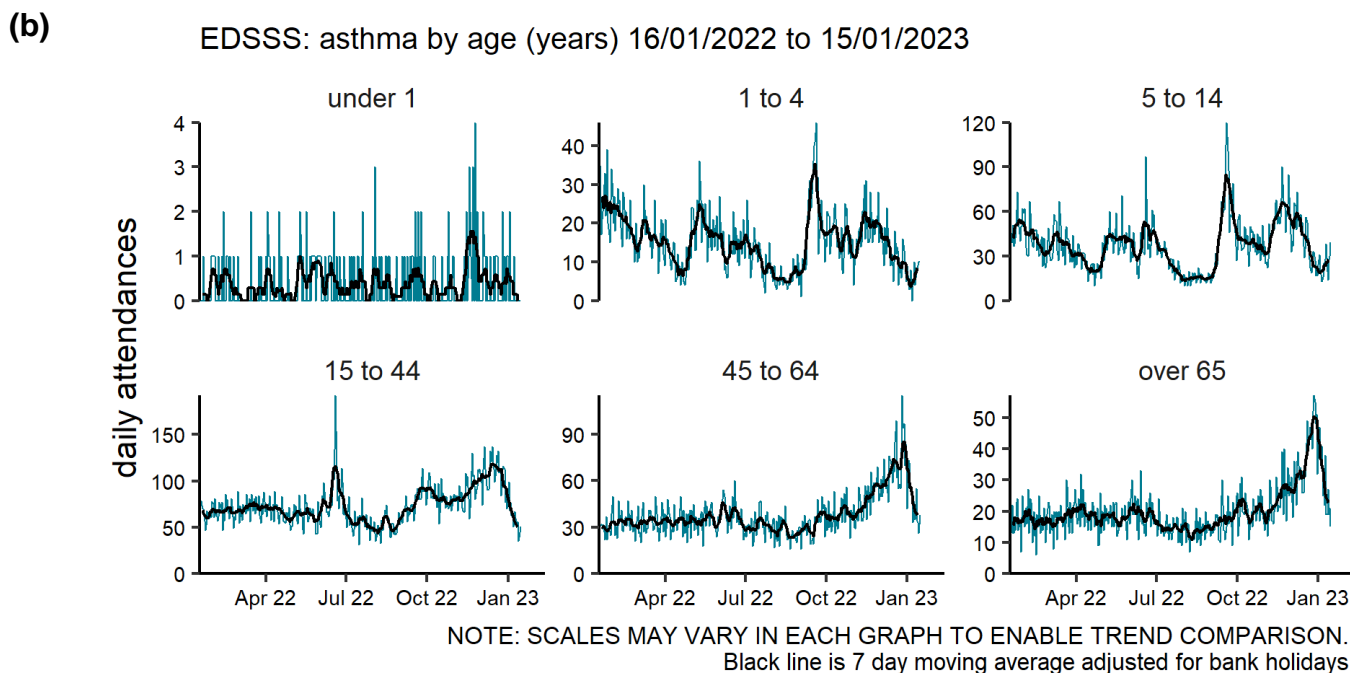 (b)
EDSSS: asthma by age (years) 16/01/2022 to 15/01/2023
daily attendances
under 1
4
3
2
1
0
1 to 4
40
30
20
10
0
5 to 14
120
90
60
30
0
15 to 44
150
100
50
0
Apr 22 Jul 22 Oct 22 Jan 23
45 to 64
90
60
30
0
Apr 22 Jul 22 Oct 22 Jan 23
over 65
50
40
30
20
10
0
Apr 22 Jul 22 Oct 22 Jan 23
NOTE: SCALES MAY VARY IN EACH GRAPH TO ENABLE TREND COMPARISON.
Black line is 7 day moving average adjusted for bank holidays